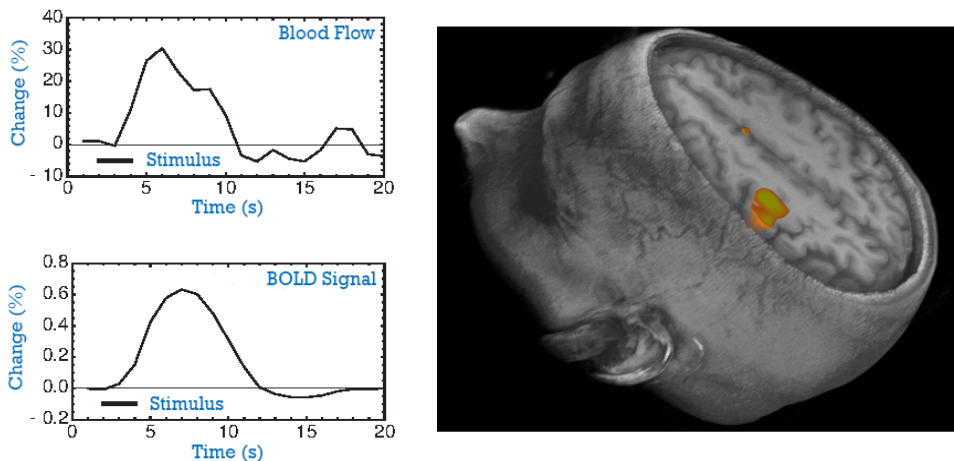 Blood Flow
Change (%)
40
30
20
10
0
- 10
Stimulus
0 5 10 15 20
Time (s)
BOLD Signal
Change (%)
0.8
0.6
0.4
0.2
0.0
- 0.2
Stimulus
0 5 10 15 20
Time (s)